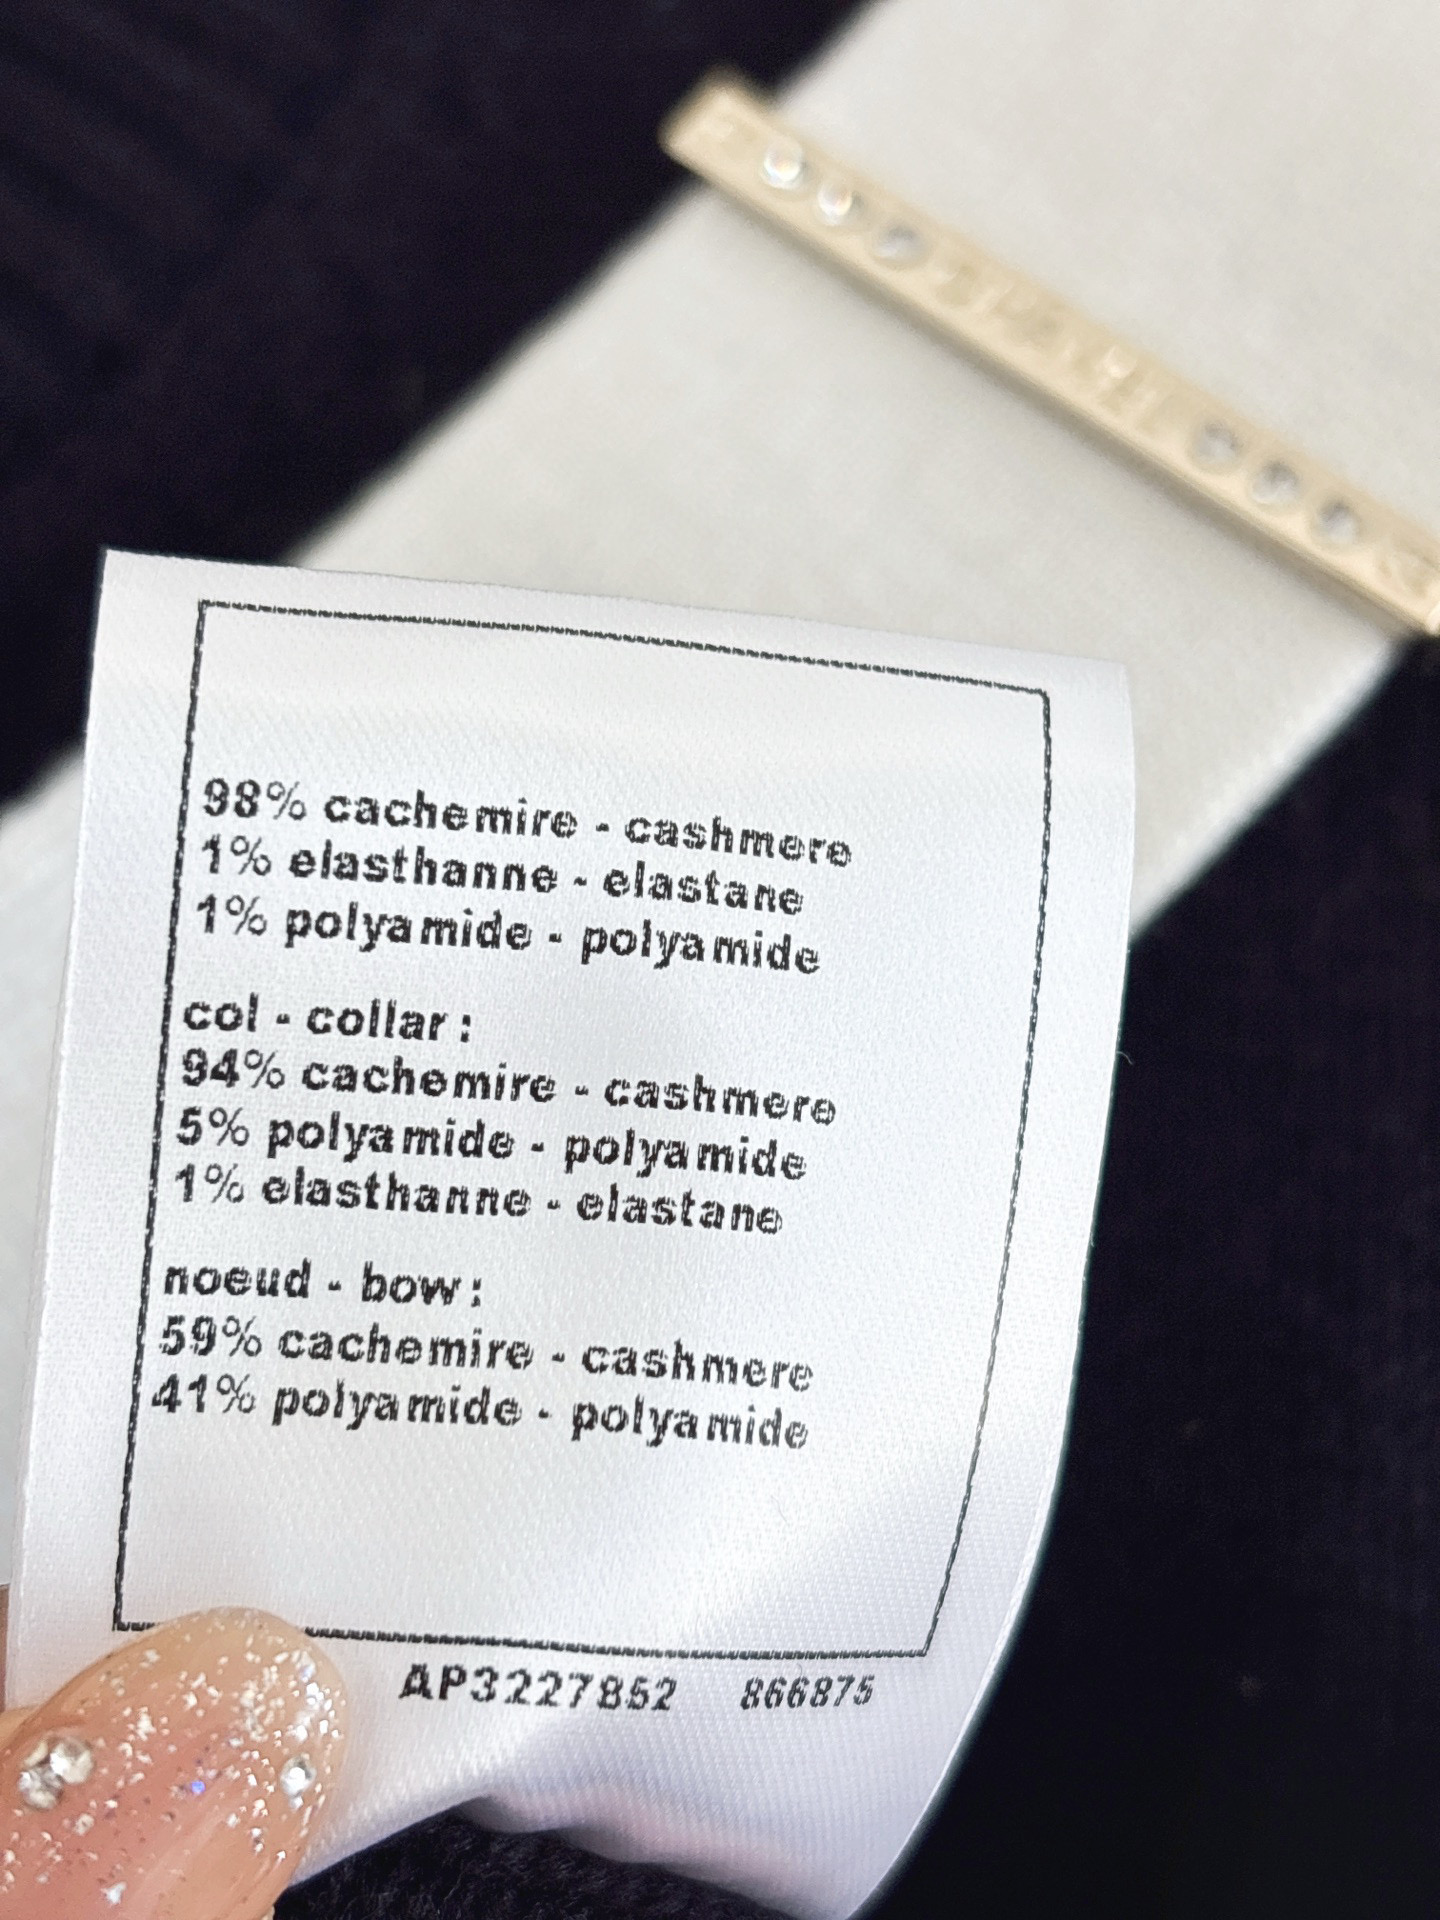 98% cachemire - cashmere
1% elasthanne - elastane
1% polyamide - polyamide
col - collar :
94% cachemire - cashmere
5% polyamide - polyamide
1% elasthanne - elastane
noeud - bow :
59% cachemire - cashmere
41% polyamide - polyamide
AP3227852 866875